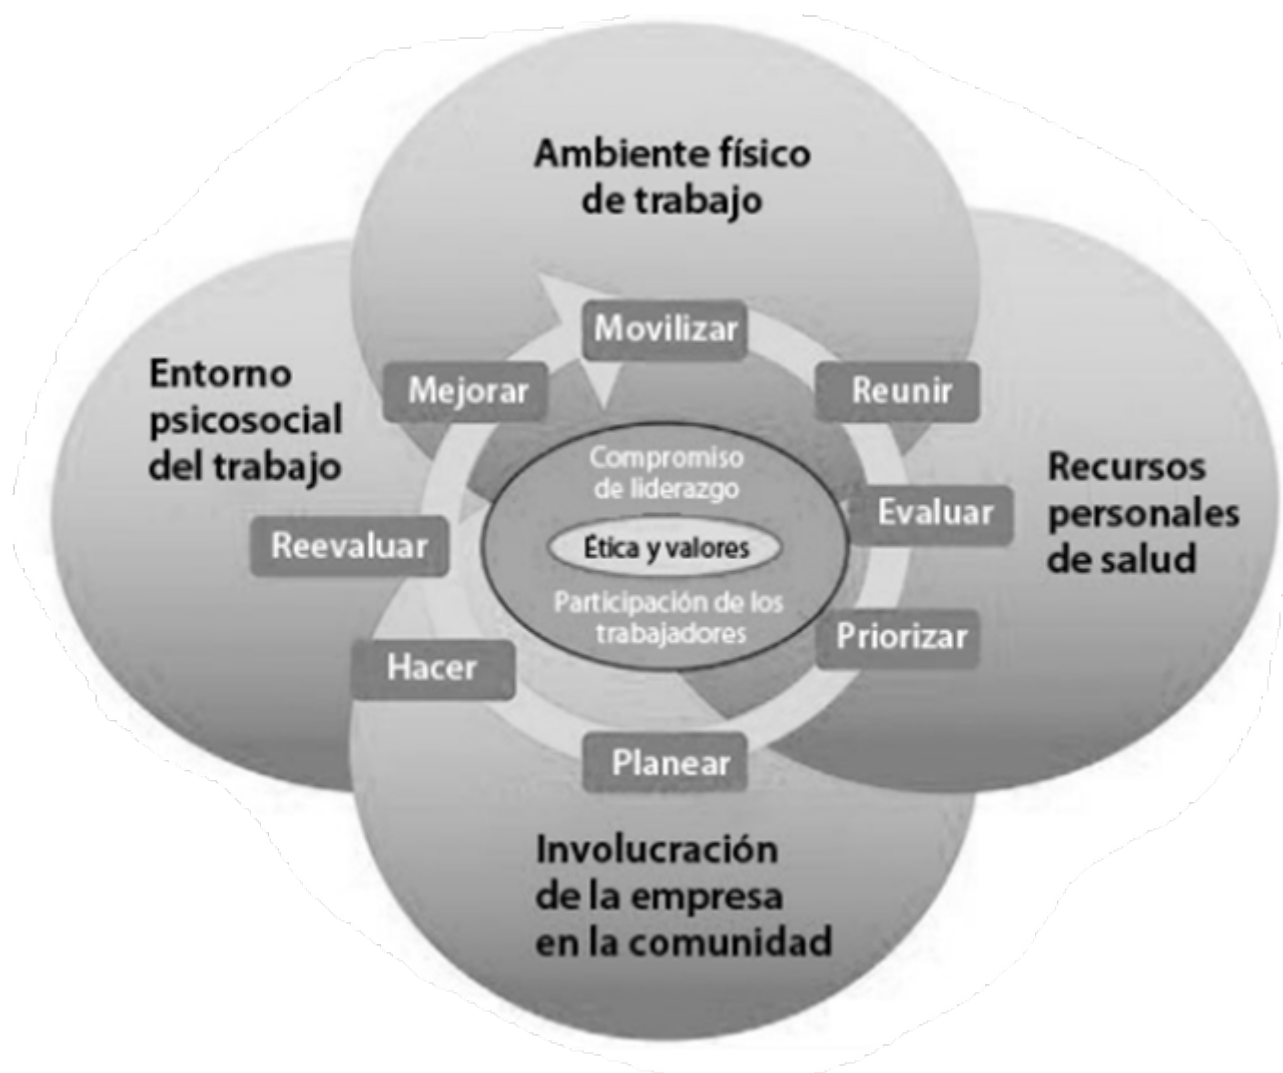 Ambiente físico
de trabajo
Movilizar
Mejorar
Reunir
Entorno
psicosocial
del trabajo
Compromiso
de liderazgo
Recursos
personales
de salud
Evaluar
Reevaluar
Ética y valores
Participación de los
trabajadores
Priorizar
Hacer
Planear
Involucración
de la empresa
en la comunidad